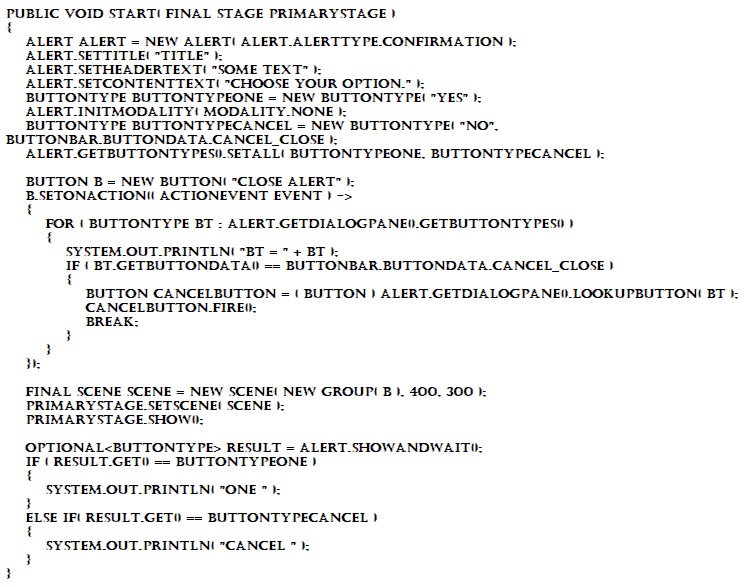 PUBLIC VOID START( FINAL STAGE PRIMARYSTAGE )
{
ALERT ALERT = NEW ALERT( ALERT.ALERTTYPE.CONFIRMATION );
ALERT.SETTITLE( "TITLE" );
ALERT.SETHEADERTEXT( "SOME TEXT" );
ALERT.SETCONTENTTEXT( "CHOOSE YOUR OPTION." );
BUTTONTYPE BUTTONTYPEONE = NEW BUTTONTYPE( "YES" );
ALERT.INITMODALITY( MODALITY.NONE );
BUTTONTYPE BUTTONTYPECANCEL = NEW BUTTONTYPE( "NO",
BUTTONBAR.BUTTONDATA.CANCEL_CLOSE );
ALERT.GETBUTTONTYPES().SETALL( BUTTONTYPEONE, BUTTONTYPECANCEL );
BUTTON B = NEW BUTTON( "CLOSE ALERT" );
B.SETONACTION(( ACTIONEVENT EVENT ) ->
{
FOR ( BUTTONTYPE BT : ALERT.GETDIALOGPANE().GETBUTTONTYPES() )
{
SYSTEM.OUT.PRINTLN( "BT = " + BT );
IF ( BT.GETBUTTONDATA() == BUTTONBAR.BUTTONDATA.CANCEL_CLOSE )
{
BUTTON CANCELBUTTON = ( BUTTON ) ALERT.GETDIALOGPANE().LOOKUPBUTTON( BT );
CANCELBUTTON.FIRE();
BREAK;
}
}
});
FINAL SCENE SCENE = NEW SCENE( NEW GROUP( B ), 400, 300 );
PRIMARYSTAGE.SETSCENE( SCENE );
PRIMARYSTAGE.SHOW();
OPTIONAL<BUTTONTYPE> RESULT = ALERT.SHOWANDWAIT();
IF ( RESULT.GET() == BUTTONTYPEONE )
{
SYSTEM.OUT.PRINTLN( "ONE " );
}
ELSE IF( RESULT.GET() == BUTTONTYPECANCEL )
{
SYSTEM.OUT.PRINTLN( "CANCEL " );
}
}